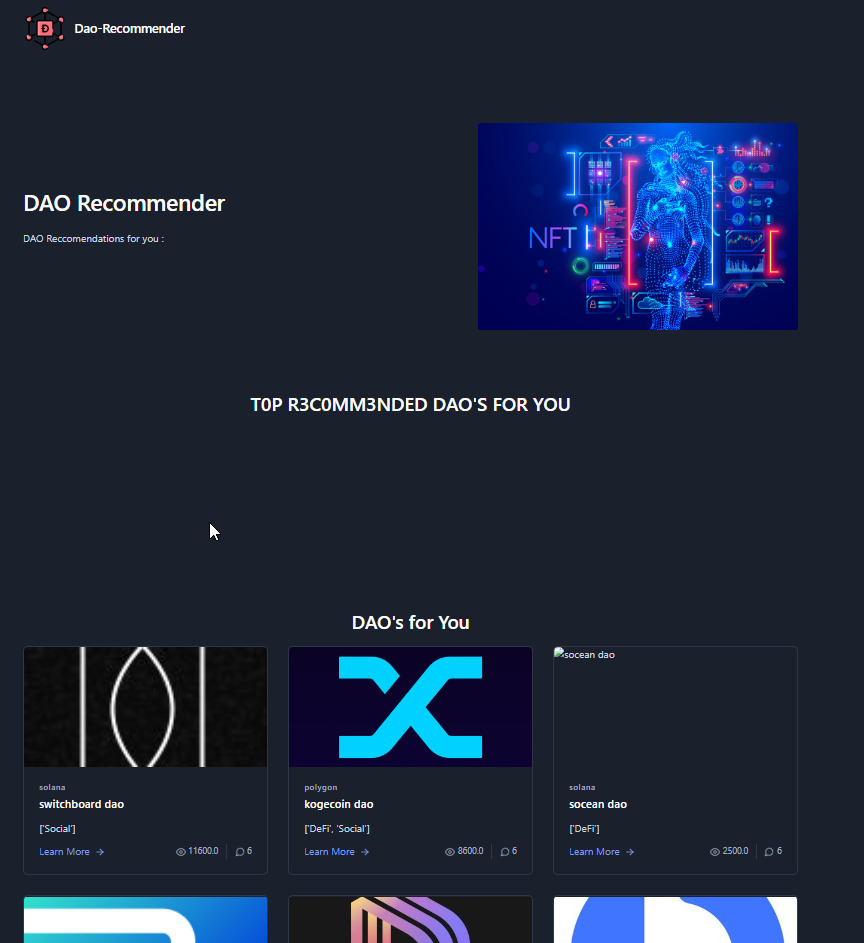 Dao-Recommender
DAO Recommender
DAO Reccomendations for you :
NFT
T0P R3C0MM3NDED DAO'S FOR YOU
DAO's for You
socean dao
solana
switchboard dao
['Social']
Learn More →
11600.0
6
polygon
kogecoin dao
['DeFi', 'Social']
Learn More →
8600.0
6
solana
socean dao
['DeFi']
Learn More →
2500.0
6